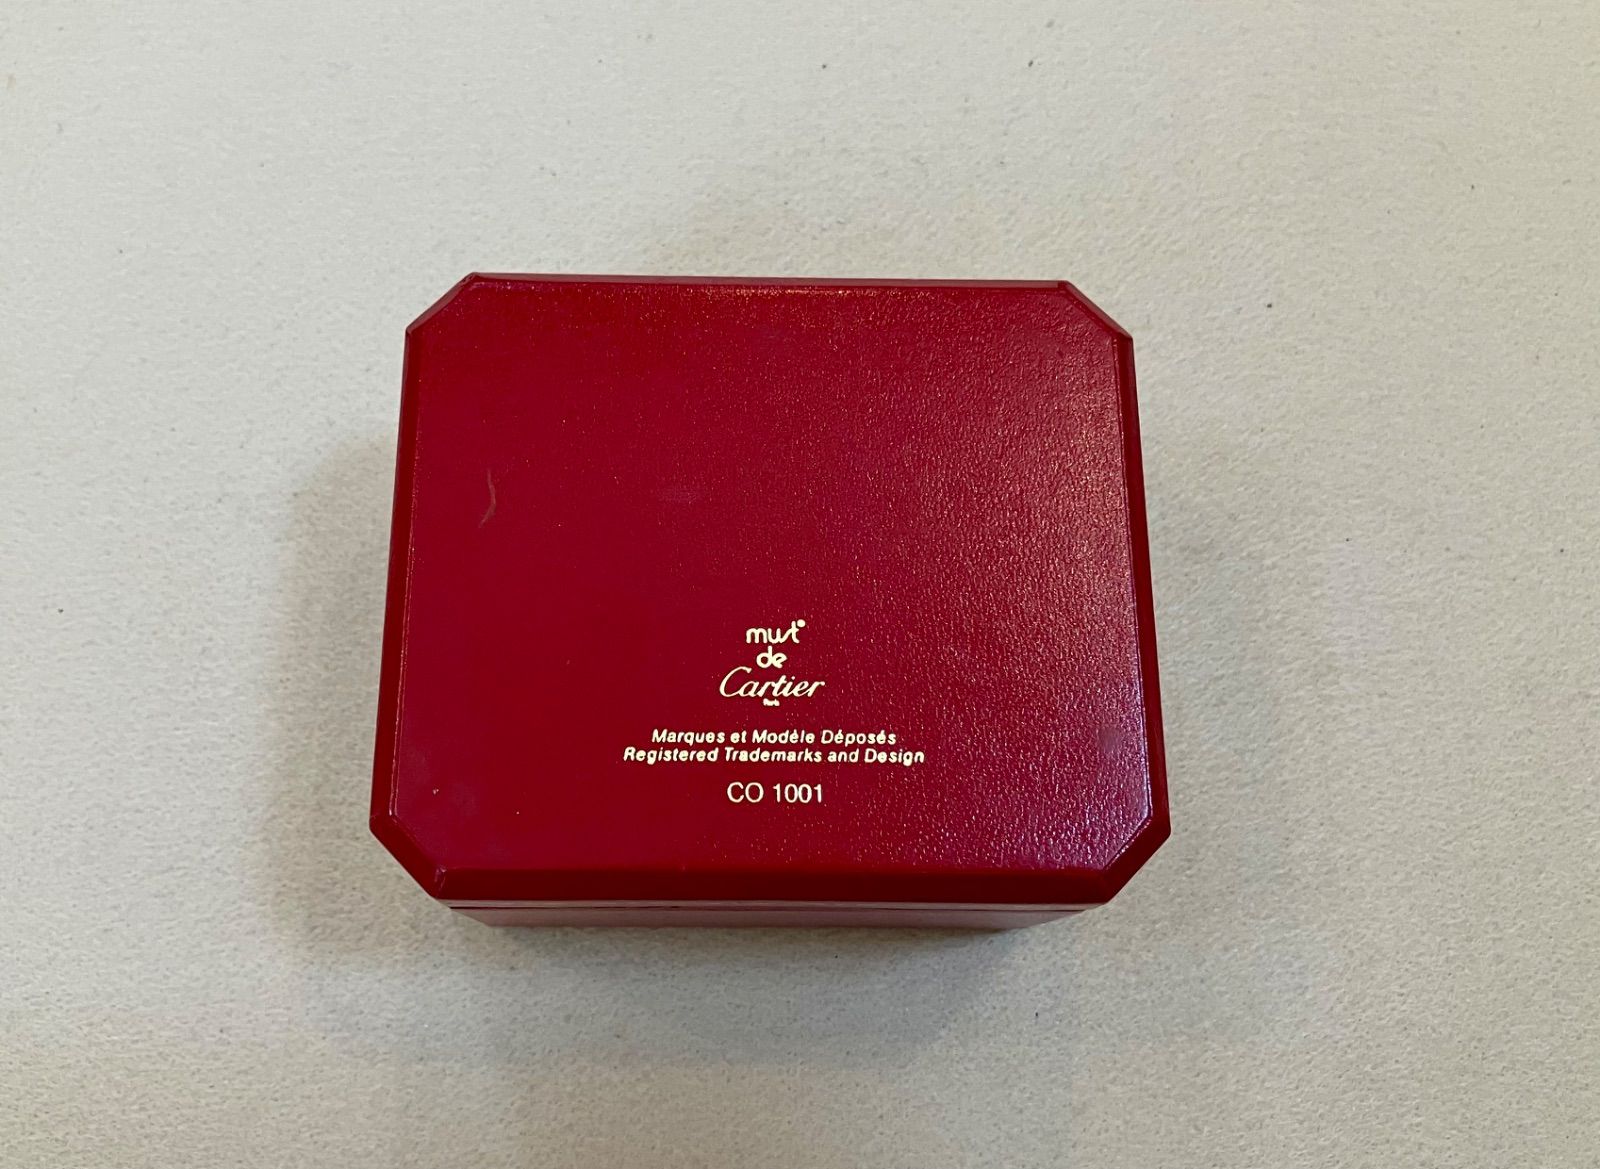 must
de
Cartier
Paris
Marques et Modèle Déposés
Registered Trademarks and Design
CO 1001